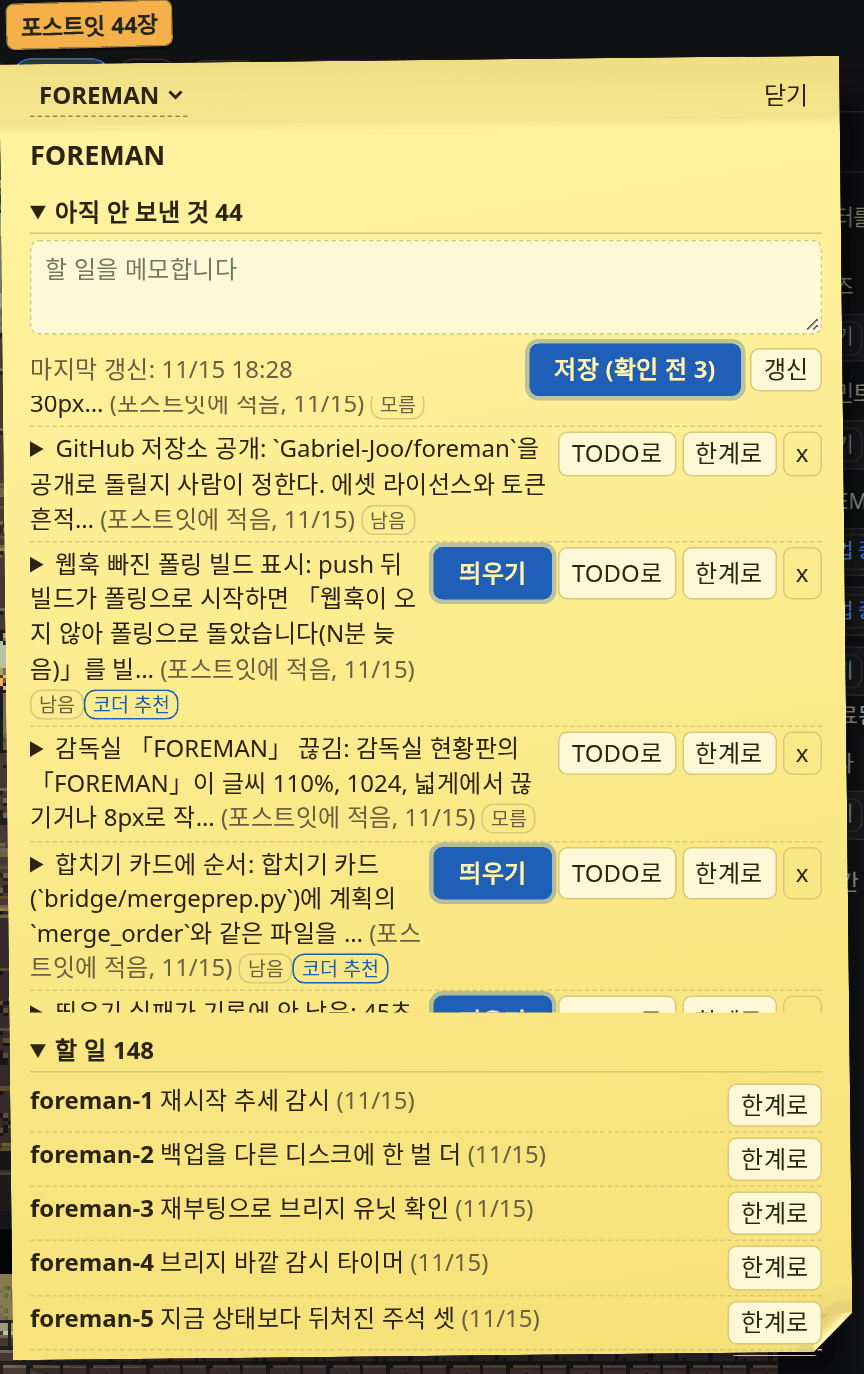 포스트잇 44장
FOREMAN
닫기
FOREMAN
▼ 아직 안 보낸 것 44
할 일을 메모합니다
마지막 갱신: 11/15 18:28
저장 (확인 전 3)
갱신
30px... (포스트잇에 적음, 11/15) 모름
▶ GitHub 저장소 공개: `Gabriel-Joo/foreman`을
공개로 돌릴지 사람이 정한다. 에셋 라이선스와 토큰
흔적... (포스트잇에 적음, 11/15) 남음
TODO로 한계로 x
▶ 웹훅 빠진 폴링 빌드 표시: push 뒤
빌드가 폴링으로 시작하면 「웹훅이 오
지 않아 폴링으로 돌았습니다(N분 늦
음)」를 빌... (포스트잇에 적음, 11/15)
남음 코더 추천
띄우기 TODO로 한계로 x
▶ 감독실 「FOREMAN」 끊김: 감독실 현황판의
「FOREMAN」이 글씨 110%, 1024, 넓게에서 끊
기거나 8px로 작... (포스트잇에 적음, 11/15) 모름
TODO로 한계로 x
▶ 합치기 카드에 순서: 합치기 카드
(`bridge/mergeprep.py`)에 계획의
`merge_order`와 같은 파일을 ... (포스
트잇에 적음, 11/15) 남음 코더 추천
띄우기 TODO로 한계로 x
▶ 띄우기 실패가 기록에 안 남음: 45초
▼ 할 일 148
foreman-1 재시작 추세 감시 (11/15) 한계로
foreman-2 백업을 다른 디스크에 한 벌 더 (11/15) 한계로
foreman-3 재부팅으로 브리지 유닛 확인 (11/15) 한계로
foreman-4 브리지 바깥 감시 타이머 (11/15) 한계로
foreman-5 지금 상태보다 뒤처진 주석 셋 (11/15) 한계로